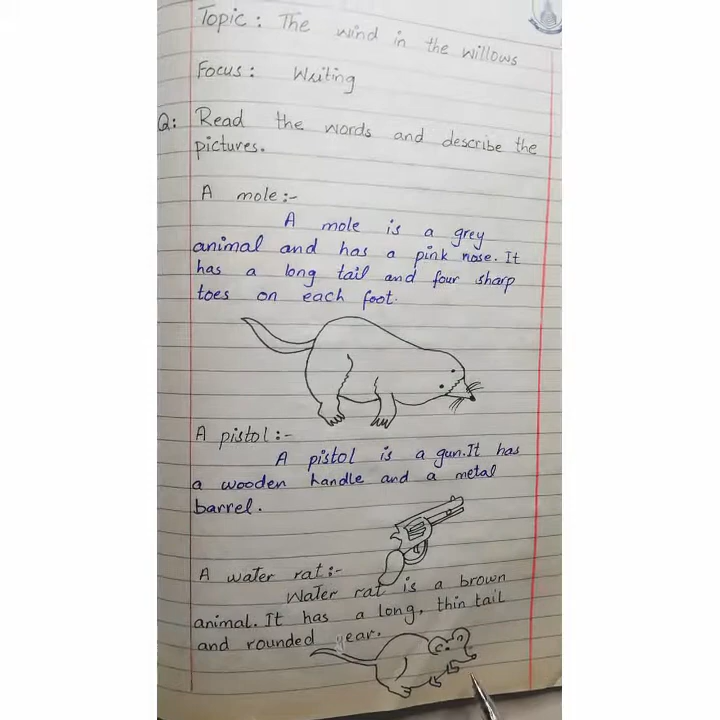 Topic: The wind in the willows
Focus: Writing
Q: Read the words and describe the
pictures.
A mole:-
A mole is a grey
animal and has a pink nose. It
has a long tail and four sharp
toes on each foot.
A pistol:-
A pistol is a gun. It has
a wooden handle and a metal
barrel.
A water rat:-
Water rat is a brown
animal. It has a long, thin tail
and rounded year.